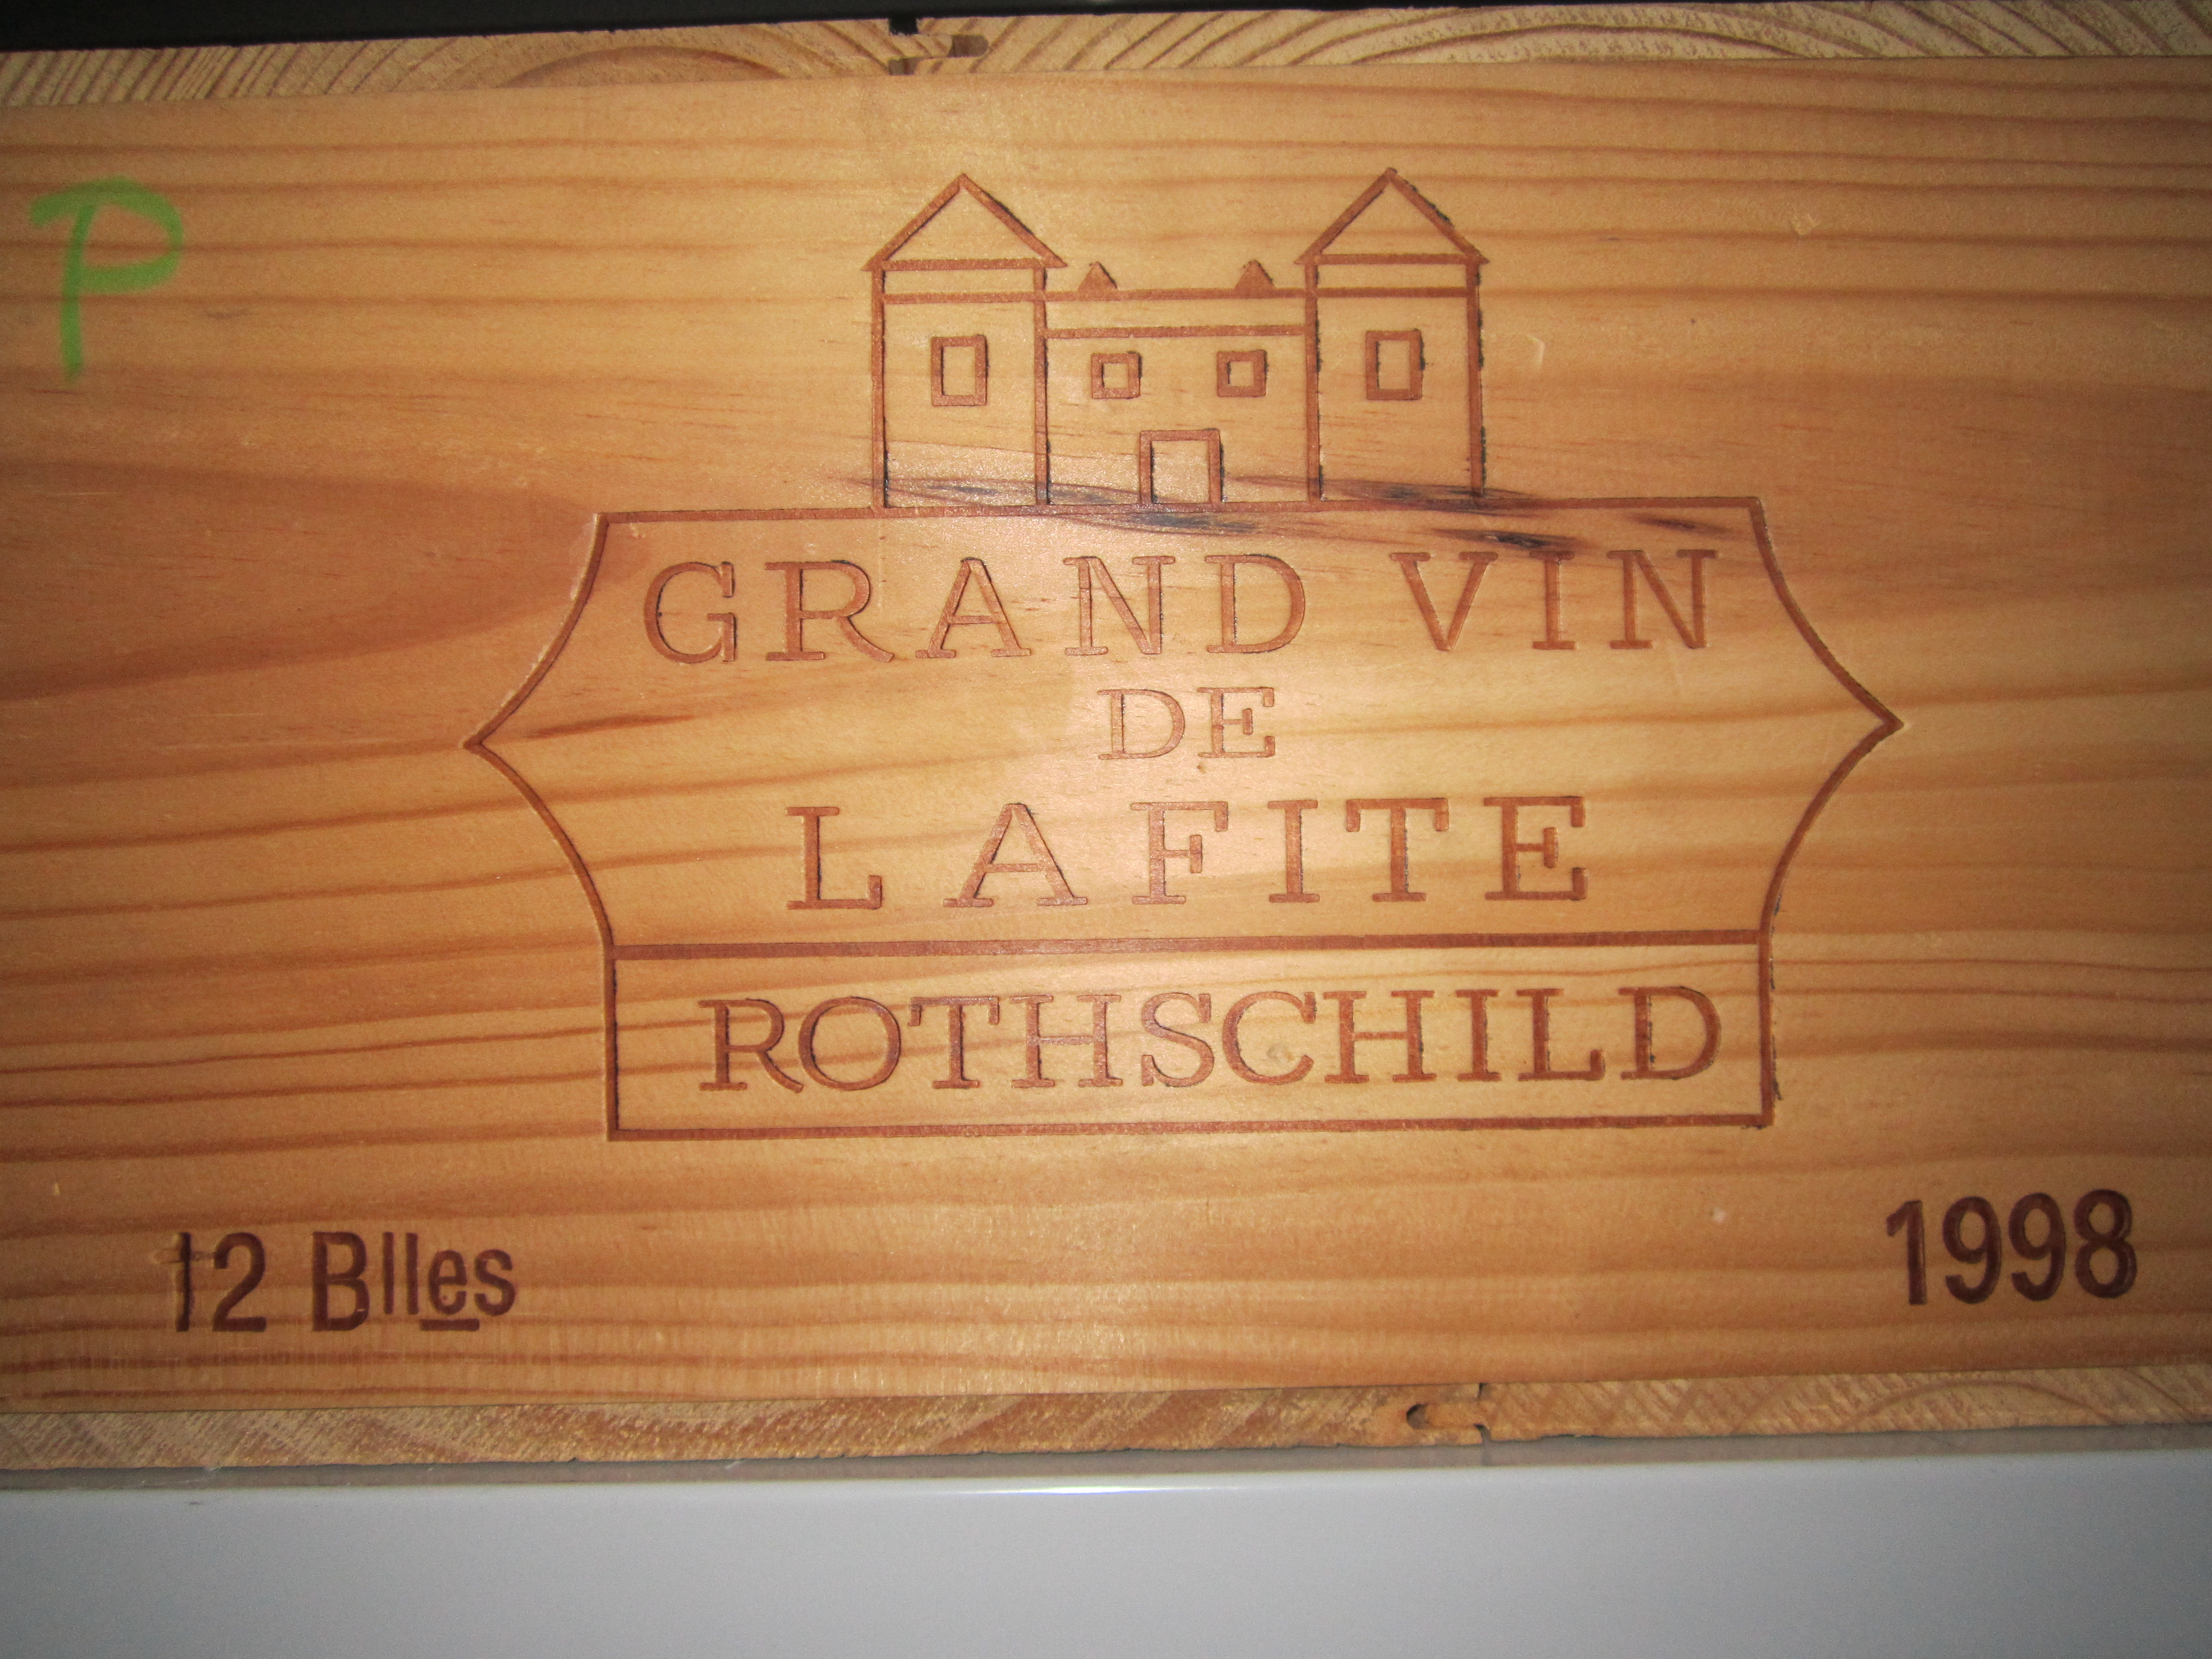 P
GRAND VIN
DE
LAFITE
ROTHSCHILD
12 Blles
1998